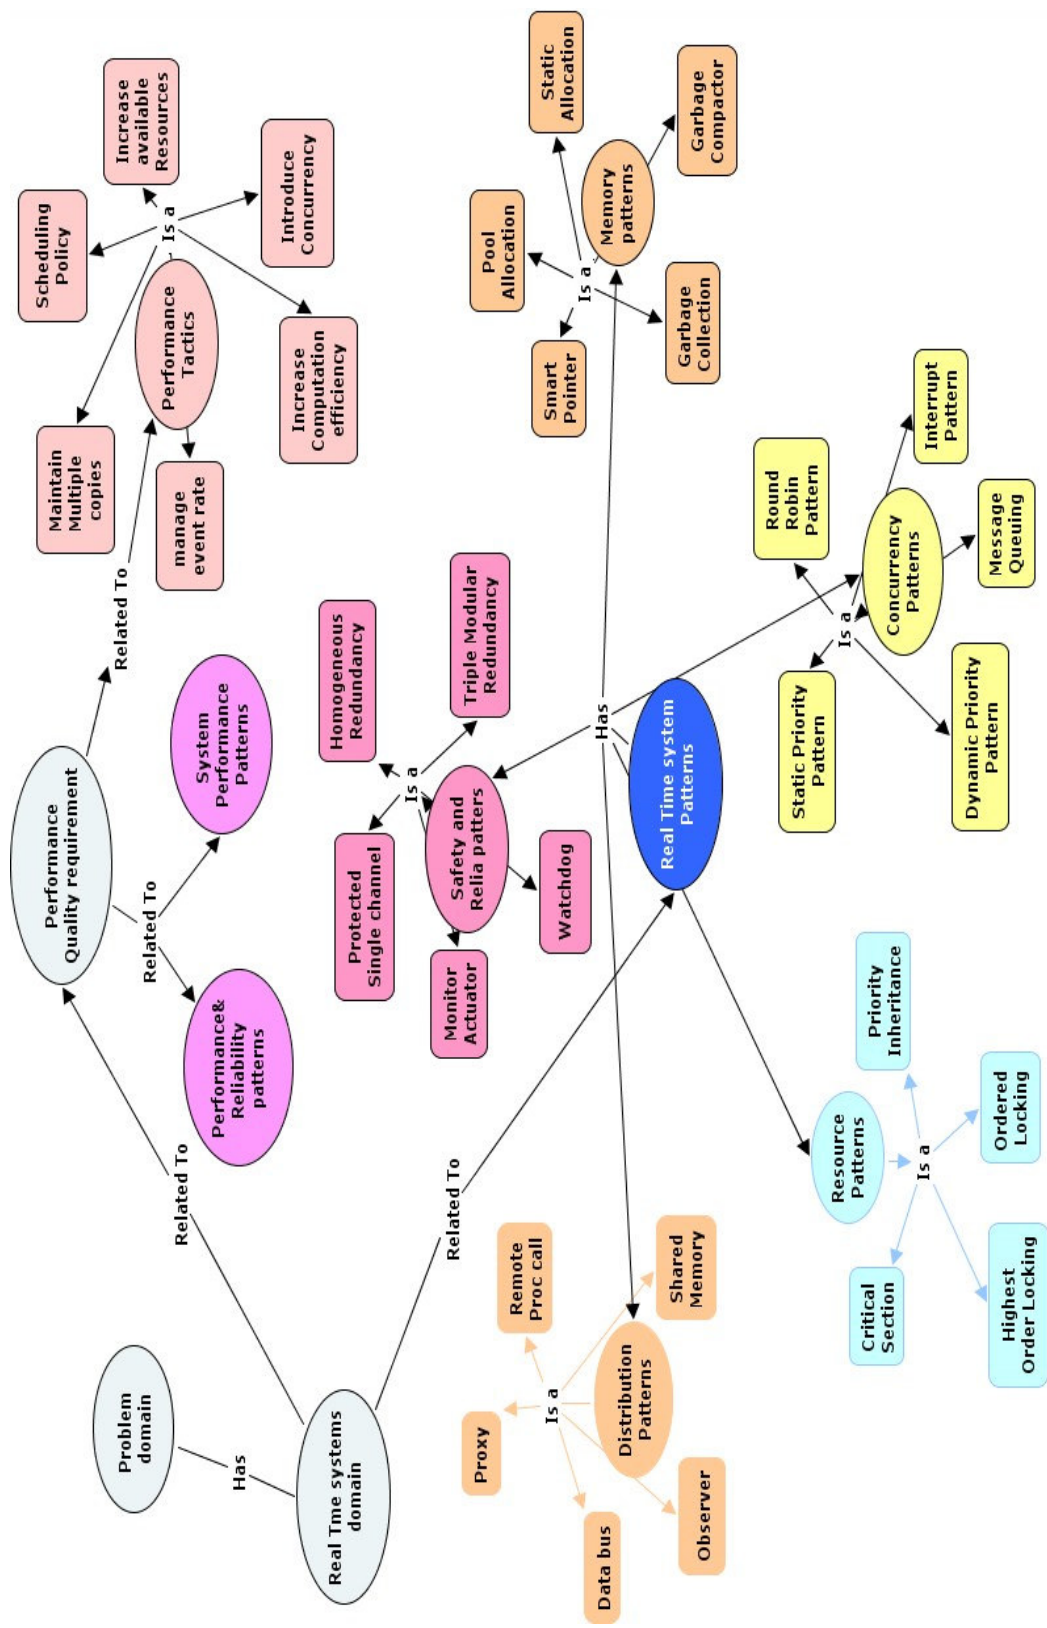 Problem
domain
Has
Real Tme systems
domain
Related To
Performance
Quality requirement
Related To
Performance&
Reliability
patterns
System
Performance
Patterns
Related To
Performance
Tactics
Is a
Maintain
Multiple
copies
manage
event rate
Scheduling
Policy
Increase
available
Resources
Introduce
Concurrency
Increase
Computation
efficiency
Related To
Real Time system
Patterns
Has
Safety and
Relia patters
Is a
Protected
Single channel
Homogeneous
Redundancy
Triple Modular
Redundancy
Monitor
Actuator
Watchdog
Memory
patterns
Is a
Smart
Pointer
Pool
Allocation
Static
Allocation
Garbage
Collection
Garbage
Compactor
Distribution
Patterns
Is a
Proxy
Remote
Proc call
Shared
Memory
Data bus
Observer
Concurrency
Patterns
Is a
Static Priority
Pattern
Round
Robin
Pattern
Interrupt
Pattern
Message
Queuing
Dynamic Priority
Pattern
Resource
Patterns
Is a
Critical
Section
Priority
Inheritance
Highest
Order Locking
Ordered
Locking